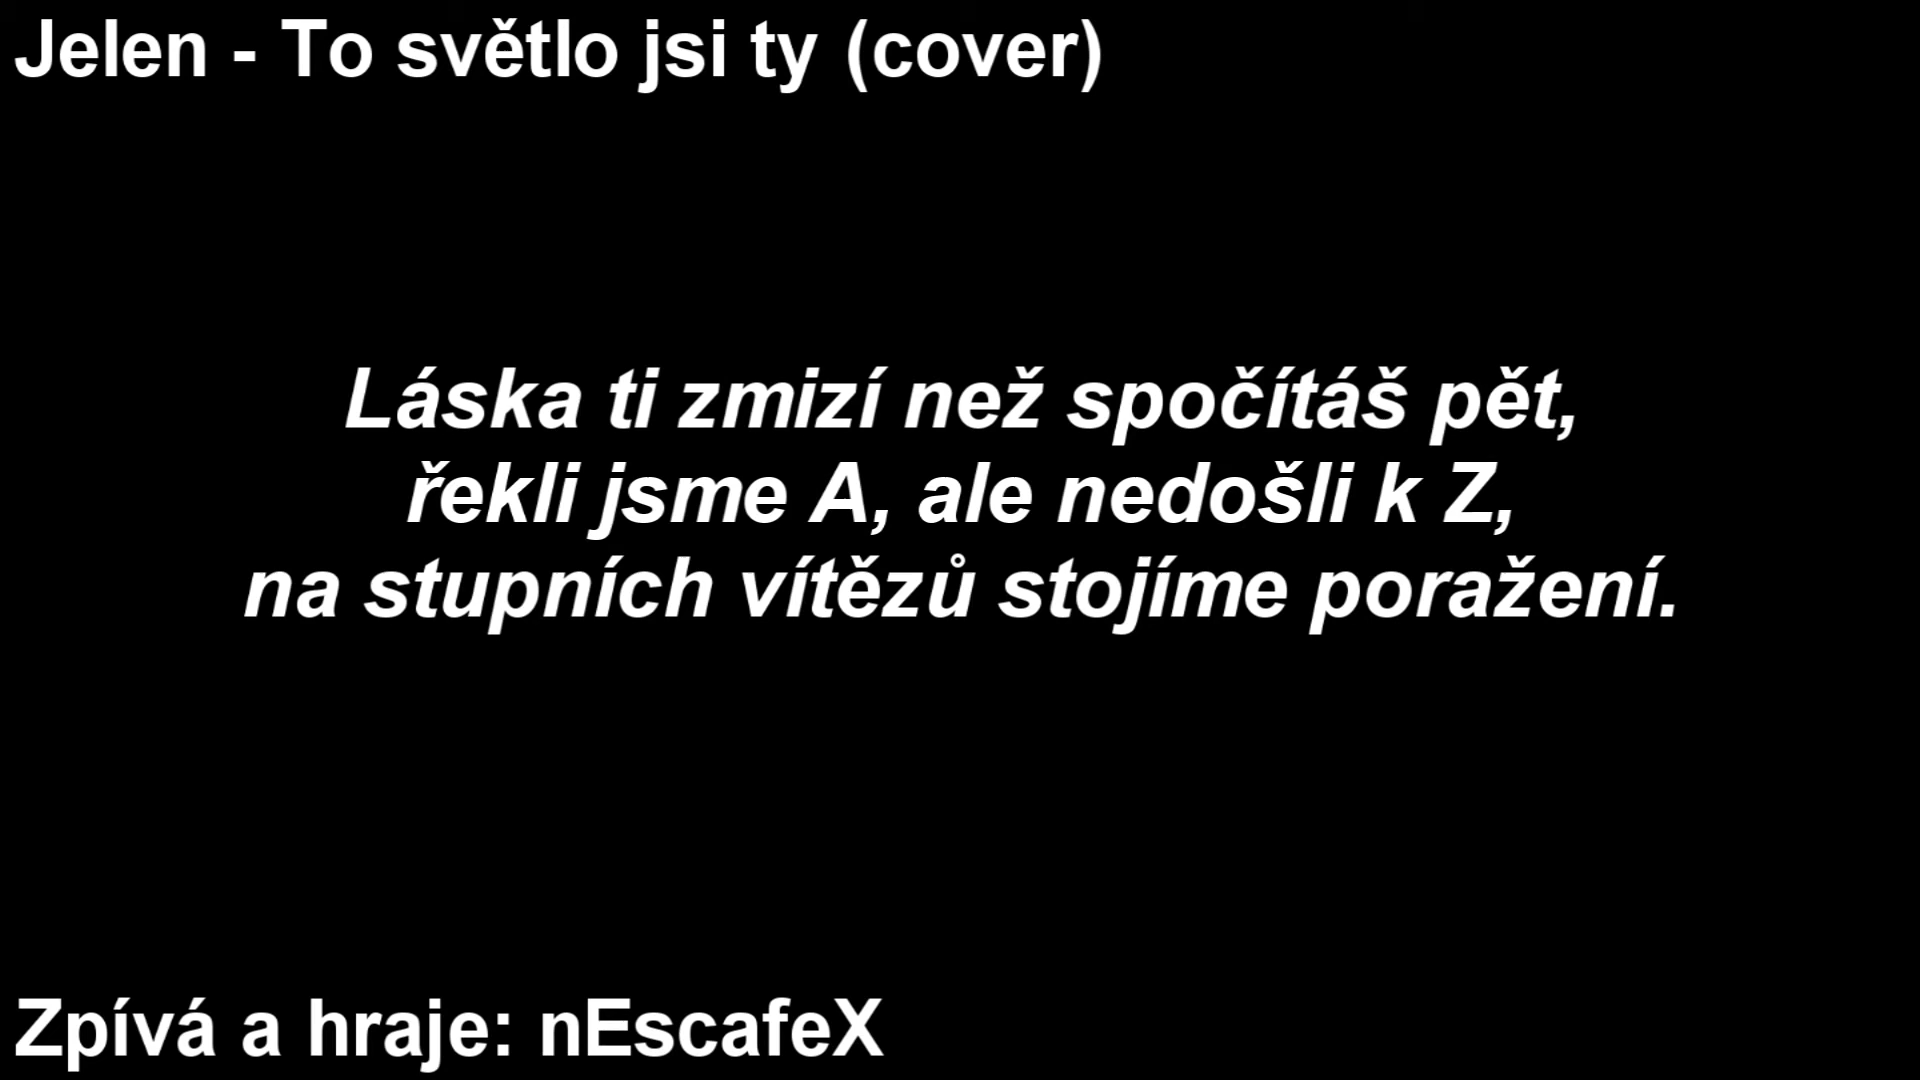 Jelen - To světlo jsi ty (cover)
Láska ti zmizí než spočítáš pět,
řekli jsme A, ale nedošli k Z,
na stupních vítězů stojíme poražení.
Zpívá a hraje: nEscafeX